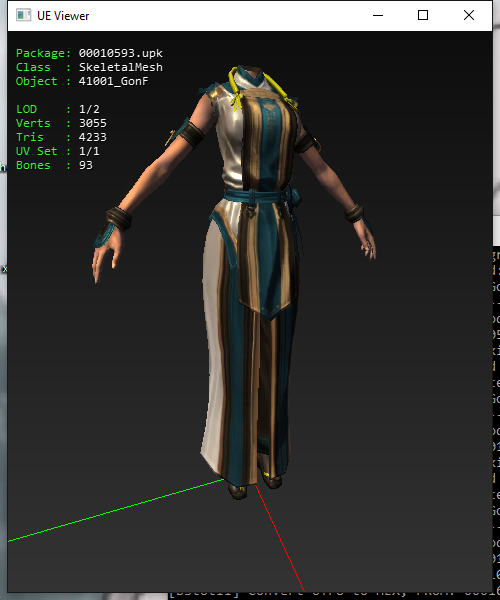 UE Viewer
Package: 00010593.upk
Class : SkeletalMesh
Object : 41001_GonF
LOD : 1/2
Verts : 3055
Tris : 4233
UV Set : 1/1
Bones : 93